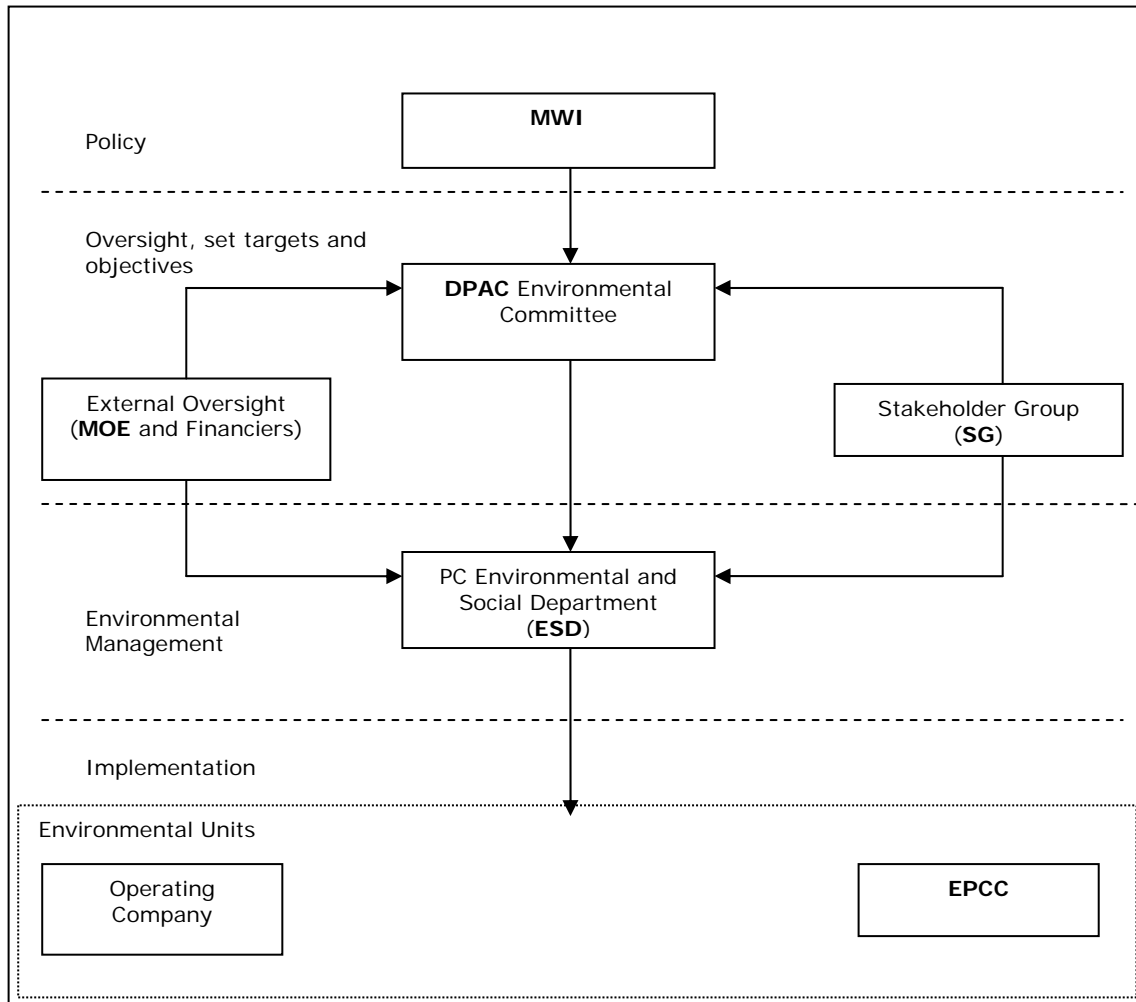 MWI
Policy
Oversight, set targets and
objectives
DPAC Environmental
Committee
External Oversight
(MOE and Financiers)
Stakeholder Group
(SG)
PC Environmental and
Social Department
(ESD)
Environmental
Management
Implementation
Environmental Units
Operating
Company
EPCC